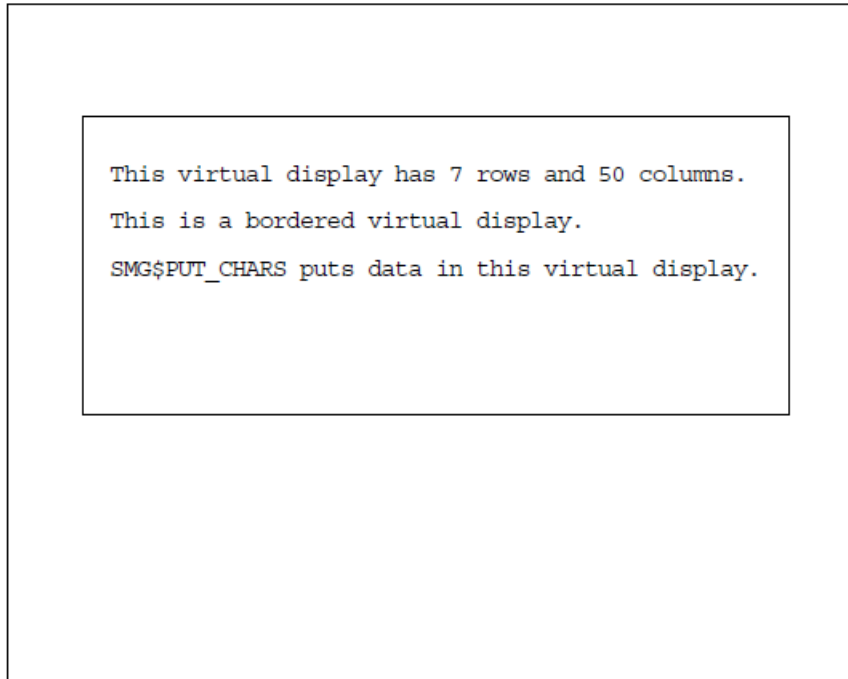 This virtual display has 7 rows and 50 columns.
This is a bordered virtual display.
SMG$PUT_CHARS puts data in this virtual display.